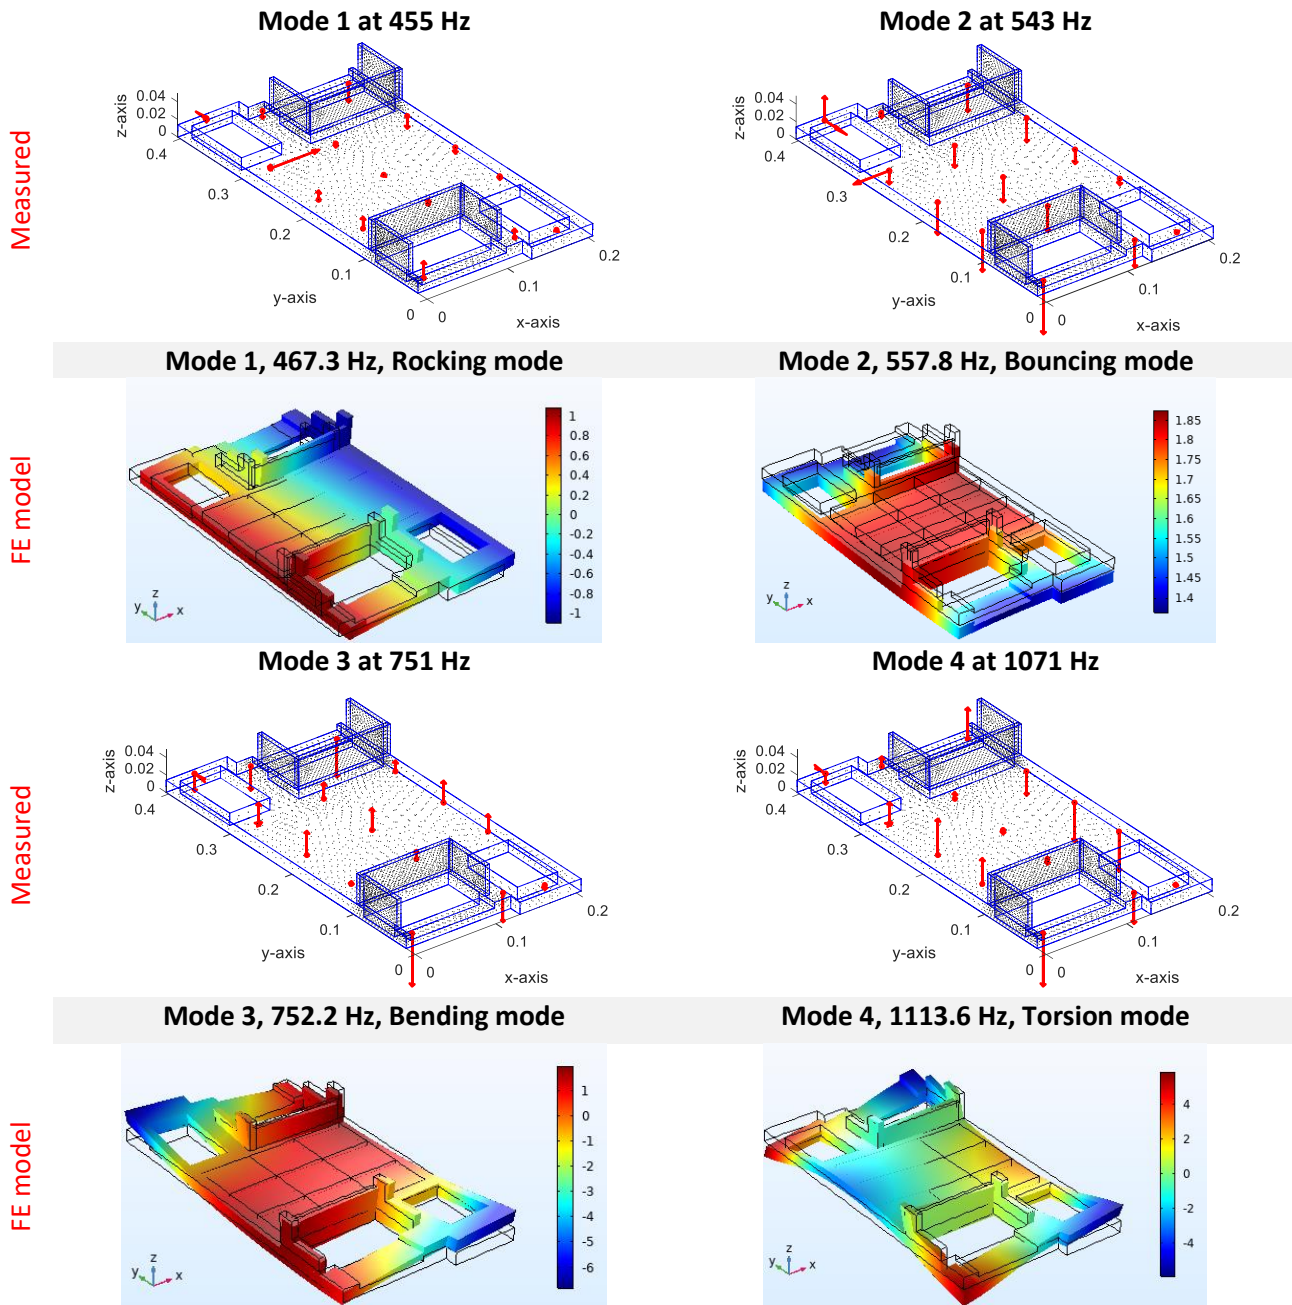 Mode 1 at 455 Hz
Mode 2 at 543 Hz
Measured
z-axis
0.04
0.02
0
0.4
0.3
0.2
0.1
0
y-axis
0
0.1
0.2
x-axis
z-axis
0.04
0.02
0
0.4
0.3
0.2
0.1
0
y-axis
0
0.1
0.2
x-axis
Mode 1, 467.3 Hz, Rocking mode
Mode 2, 557.8 Hz, Bouncing mode
FE model
1
0.8
0.6
0.4
0.2
0
-0.2
-0.4
-0.6
-0.8
-1
z
y
x
1.85
1.8
1.75
1.7
1.65
1.6
1.55
1.5
1.45
1.4
z
y
x
Mode 3 at 751 Hz
Mode 4 at 1071 Hz
Measured
z-axis
0.04
0.02
0
0.4
0.3
0.2
0.1
0
y-axis
0
0.1
0.2
x-axis
z-axis
0.04
0.02
0
0.4
0.3
0.2
0.1
0
y-axis
0
0.1
0.2
x-axis
Mode 3, 752.2 Hz, Bending mode
Mode 4, 1113.6 Hz, Torsion mode
FE model
1
0
-1
-2
-3
-4
-5
-6
z
y
x
4
2
0
-2
-4
z
y
x